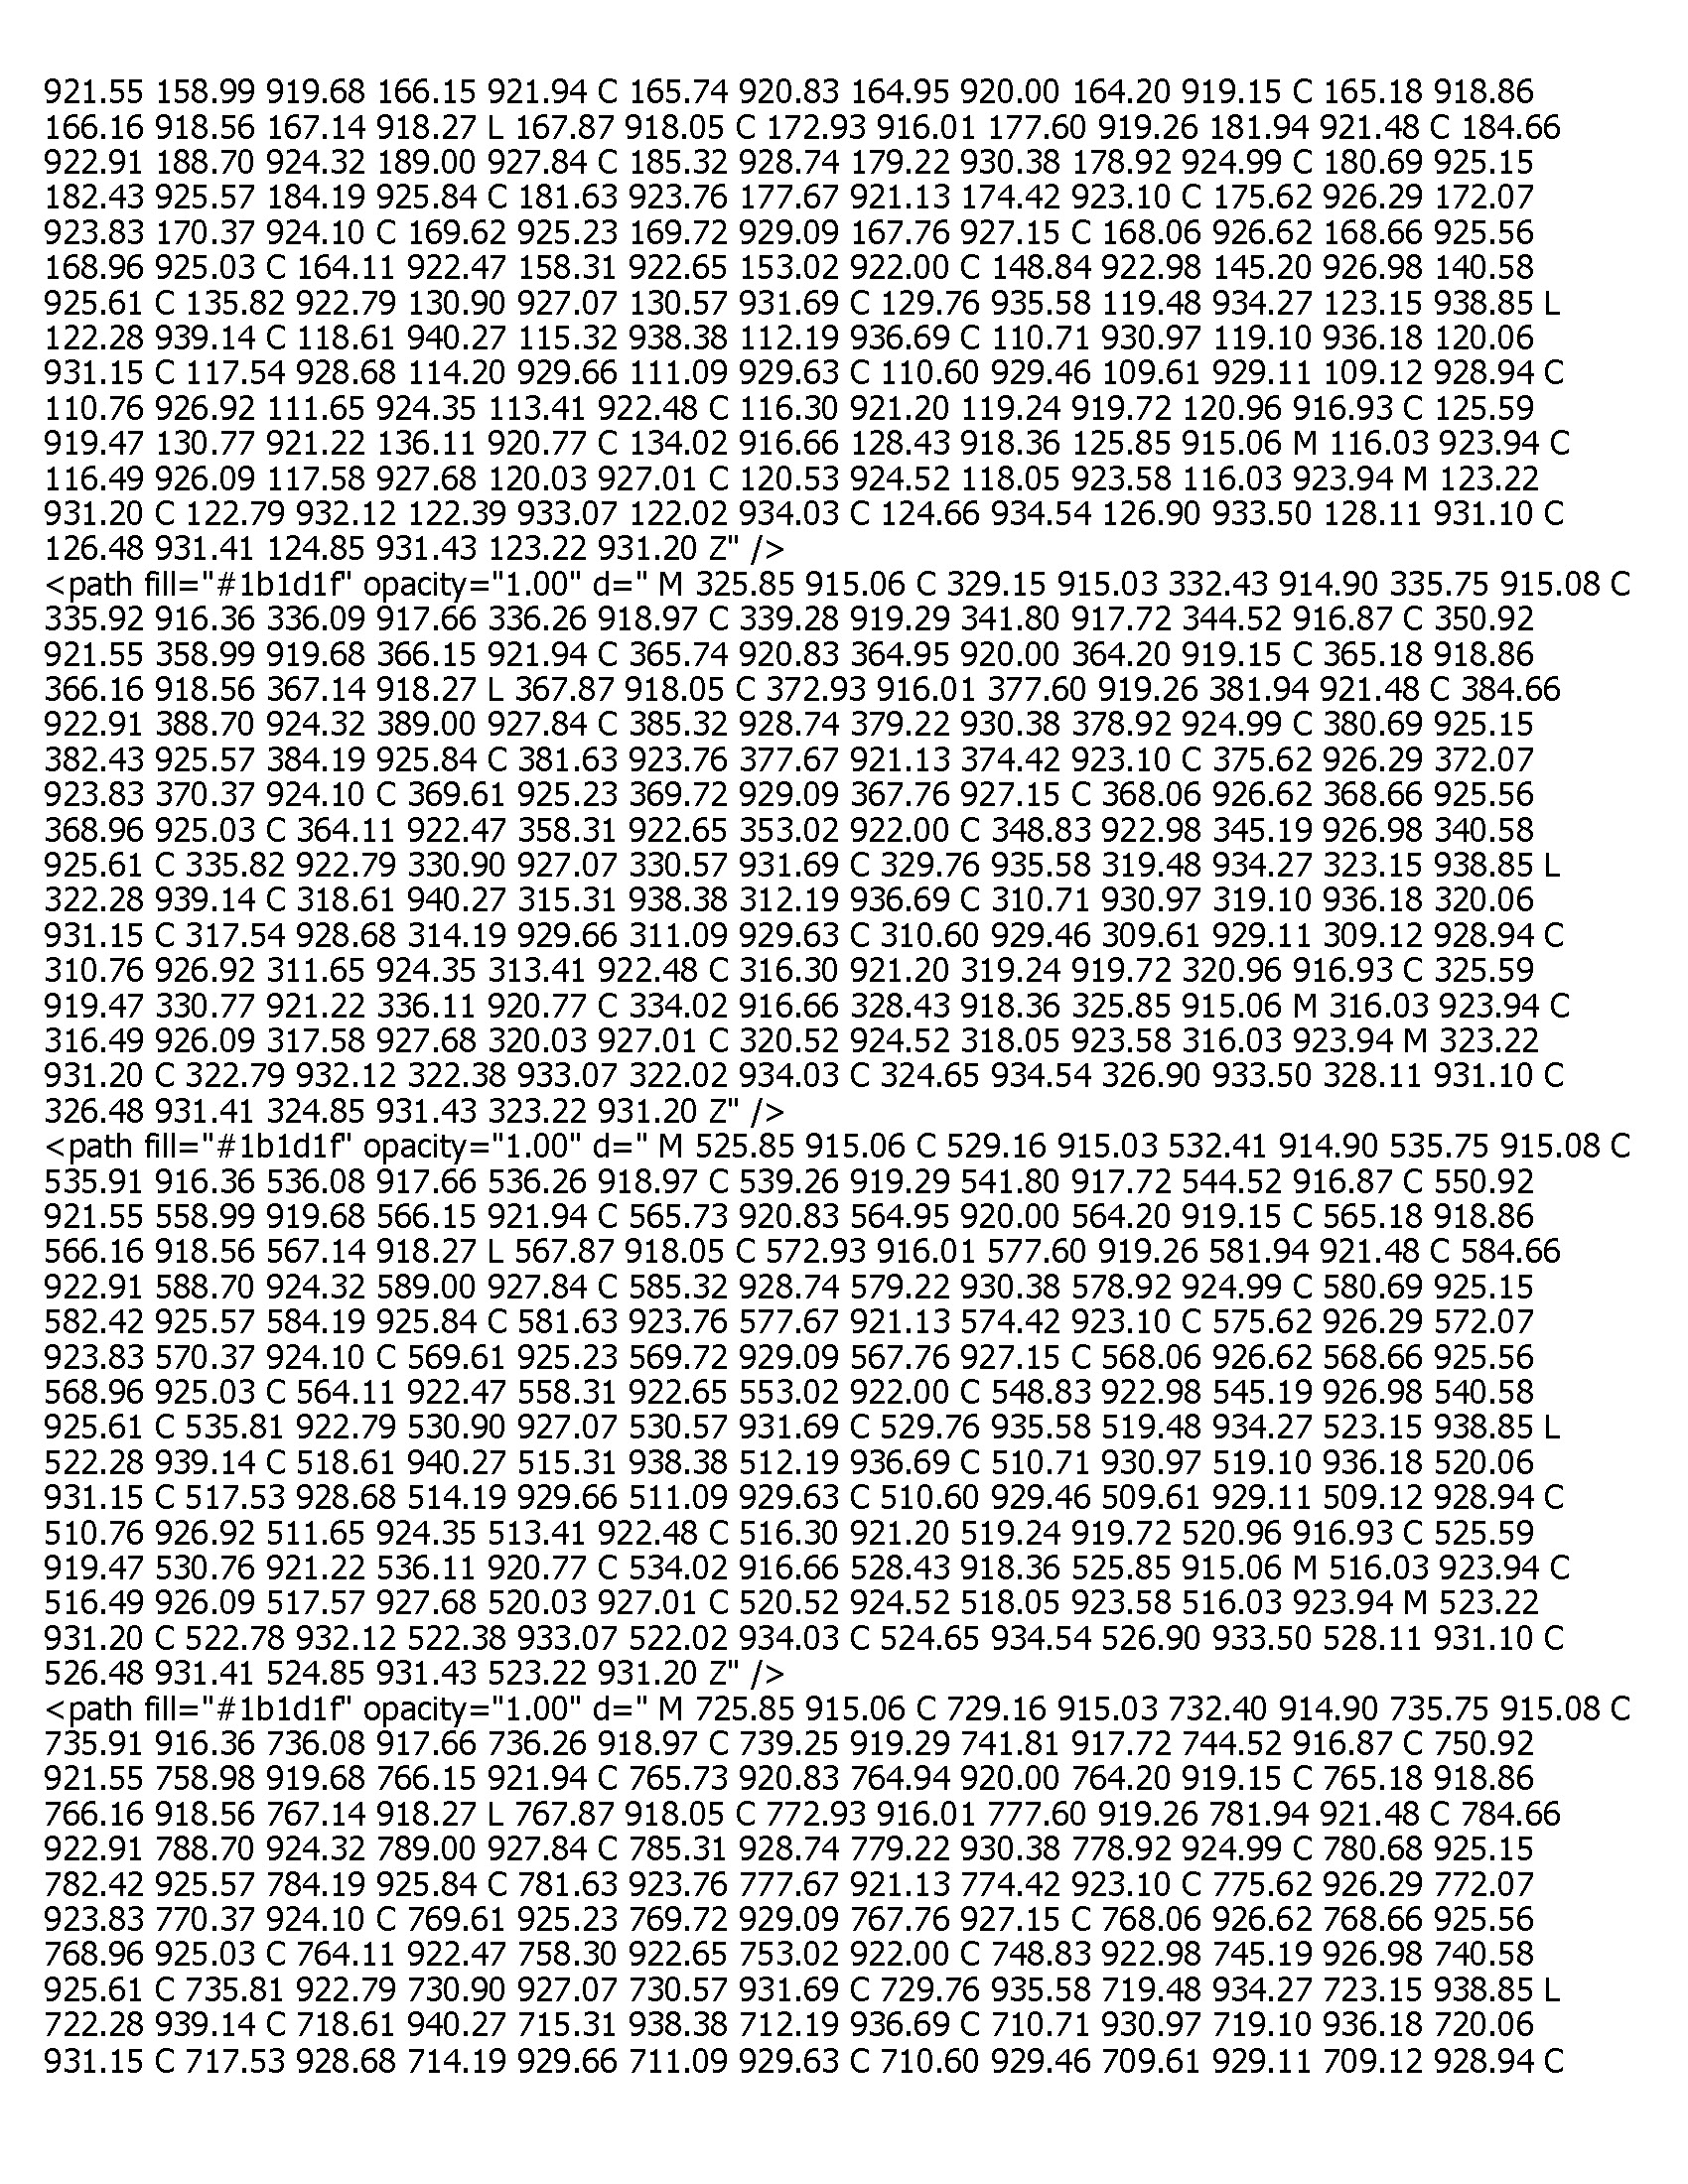 921.55 158.99 919.68 166.15 921.94 C 165.74 920.83 164.95 920.00 164.20 919.15 C 165.18 918.86
166.16 918.56 167.14 918.27 L 167.87 918.05 C 172.93 916.01 177.60 919.26 181.94 921.48 C 184.66
922.91 188.70 924.32 189.00 927.84 C 185.32 928.74 179.22 930.38 178.92 924.99 C 180.69 925.15
182.43 925.57 184.19 925.84 C 181.63 923.76 177.67 921.13 174.42 923.10 C 175.62 926.29 172.07
923.83 170.37 924.10 C 169.62 925.23 169.72 929.09 167.76 927.15 C 168.06 926.62 168.66 925.56
168.96 925.03 C 164.11 922.47 158.31 922.65 153.02 922.00 C 148.84 922.98 145.20 926.98 140.58
925.61 C 135.82 922.79 130.90 927.07 130.57 931.69 C 129.76 935.58 119.48 934.27 123.15 938.85 L
122.28 939.14 C 118.61 940.27 115.32 938.38 112.19 936.69 C 110.71 930.97 119.10 936.18 120.06
931.15 C 117.54 928.68 114.20 929.66 111.09 929.63 C 110.60 929.46 109.61 929.11 109.12 928.94 C
110.76 926.92 111.65 924.35 113.41 922.48 C 116.30 921.20 119.24 919.72 120.96 916.93 C 125.59
919.47 130.77 921.22 136.11 920.77 C 134.02 916.66 128.43 918.36 125.85 915.06 M 116.03 923.94 C
116.49 926.09 117.58 927.68 120.03 927.01 C 120.53 924.52 118.05 923.58 116.03 923.94 M 123.22
931.20 C 122.79 932.12 122.39 933.07 122.02 934.03 C 124.66 934.54 126.90 933.50 128.11 931.10 C
126.48 931.41 124.85 931.43 123.22 931.20 Z" />
<path fill="#1b1d1f" opacity="1.00" d=" M 325.85 915.06 C 329.15 915.03 332.43 914.90 335.75 915.08 C
335.92 916.36 336.09 917.66 336.26 918.97 C 339.28 919.29 341.80 917.72 344.52 916.87 C 350.92
921.55 358.99 919.68 366.15 921.94 C 365.74 920.83 364.95 920.00 364.20 919.15 C 365.18 918.86
366.16 918.56 367.14 918.27 L 367.87 918.05 C 372.93 916.01 377.60 919.26 381.94 921.48 C 384.66
922.91 388.70 924.32 389.00 927.84 C 385.32 928.74 379.22 930.38 378.92 924.99 C 380.69 925.15
382.43 925.57 384.19 925.84 C 381.63 923.76 377.67 921.13 374.42 923.10 C 375.62 926.29 372.07
923.83 370.37 924.10 C 369.61 925.23 369.72 929.09 367.76 927.15 C 368.06 926.62 368.66 925.56
368.96 925.03 C 364.11 922.47 358.31 922.65 353.02 922.00 C 348.83 922.98 345.19 926.98 340.58
925.61 C 335.82 922.79 330.90 927.07 330.57 931.69 C 329.76 935.58 319.48 934.27 323.15 938.85 L
322.28 939.14 C 318.61 940.27 315.31 938.38 312.19 936.69 C 310.71 930.97 319.10 936.18 320.06
931.15 C 317.54 928.68 314.19 929.66 311.09 929.63 C 310.60 929.46 309.61 929.11 309.12 928.94 C
310.76 926.92 311.65 924.35 313.41 922.48 C 316.30 921.20 319.24 919.72 320.96 916.93 C 325.59
919.47 330.77 921.22 336.11 920.77 C 334.02 916.66 328.43 918.36 325.85 915.06 M 316.03 923.94 C
316.49 926.09 317.58 927.68 320.03 927.01 C 320.52 924.52 318.05 923.58 316.03 923.94 M 323.22
931.20 C 322.79 932.12 322.38 933.07 322.02 934.03 C 324.65 934.54 326.90 933.50 328.11 931.10 C
326.48 931.41 324.85 931.43 323.22 931.20 Z" />
<path fill="#1b1d1f" opacity="1.00" d=" M 525.85 915.06 C 529.16 915.03 532.41 914.90 535.75 915.08 C
535.91 916.36 536.08 917.66 536.26 918.97 C 539.26 919.29 541.80 917.72 544.52 916.87 C 550.92
921.55 558.99 919.68 566.15 921.94 C 565.73 920.83 564.95 920.00 564.20 919.15 C 565.18 918.86
566.16 918.56 567.14 918.27 L 567.87 918.05 C 572.93 916.01 577.60 919.26 581.94 921.48 C 584.66
922.91 588.70 924.32 589.00 927.84 C 585.32 928.74 579.22 930.38 578.92 924.99 C 580.69 925.15
582.42 925.57 584.19 925.84 C 581.63 923.76 577.67 921.13 574.42 923.10 C 575.62 926.29 572.07
923.83 570.37 924.10 C 569.61 925.23 569.72 929.09 567.76 927.15 C 568.06 926.62 568.66 925.56
568.96 925.03 C 564.11 922.47 558.31 922.65 553.02 922.00 C 548.83 922.98 545.19 926.98 540.58
925.61 C 535.81 922.79 530.90 927.07 530.57 931.69 C 529.76 935.58 519.48 934.27 523.15 938.85 L
522.28 939.14 C 518.61 940.27 515.31 938.38 512.19 936.69 C 510.71 930.97 519.10 936.18 520.06
931.15 C 517.53 928.68 514.19 929.66 511.09 929.63 C 510.60 929.46 509.61 929.11 509.12 928.94 C
510.76 926.92 511.65 924.35 513.41 922.48 C 516.30 921.20 519.24 919.72 520.96 916.93 C 525.59
919.47 530.76 921.22 536.11 920.77 C 534.02 916.66 528.43 918.36 525.85 915.06 M 516.03 923.94 C
516.49 926.09 517.57 927.68 520.03 927.01 C 520.52 924.52 518.05 923.58 516.03 923.94 M 523.22
931.20 C 522.78 932.12 522.38 933.07 522.02 934.03 C 524.65 934.54 526.90 933.50 528.11 931.10 C
526.48 931.41 524.85 931.43 523.22 931.20 Z" />
<path fill="#1b1d1f" opacity="1.00" d=" M 725.85 915.06 C 729.16 915.03 732.40 914.90 735.75 915.08 C
735.91 916.36 736.08 917.66 736.26 918.97 C 739.25 919.29 741.81 917.72 744.52 916.87 C 750.92
921.55 758.98 919.68 766.15 921.94 C 765.73 920.83 764.94 920.00 764.20 919.15 C 765.18 918.86
766.16 918.56 767.14 918.27 L 767.87 918.05 C 772.93 916.01 777.60 919.26 781.94 921.48 C 784.66
922.91 788.70 924.32 789.00 927.84 C 785.31 928.74 779.22 930.38 778.92 924.99 C 780.68 925.15
782.42 925.57 784.19 925.84 C 781.63 923.76 777.67 921.13 774.42 923.10 C 775.62 926.29 772.07
923.83 770.37 924.10 C 769.61 925.23 769.72 929.09 767.76 927.15 C 768.06 926.62 768.66 925.56
768.96 925.03 C 764.11 922.47 758.30 922.65 753.02 922.00 C 748.83 922.98 745.19 926.98 740.58
925.61 C 735.81 922.79 730.90 927.07 730.57 931.69 C 729.76 935.58 719.48 934.27 723.15 938.85 L
722.28 939.14 C 718.61 940.27 715.31 938.38 712.19 936.69 C 710.71 930.97 719.10 936.18 720.06
931.15 C 717.53 928.68 714.19 929.66 711.09 929.63 C 710.60 929.46 709.61 929.11 709.12 928.94 C